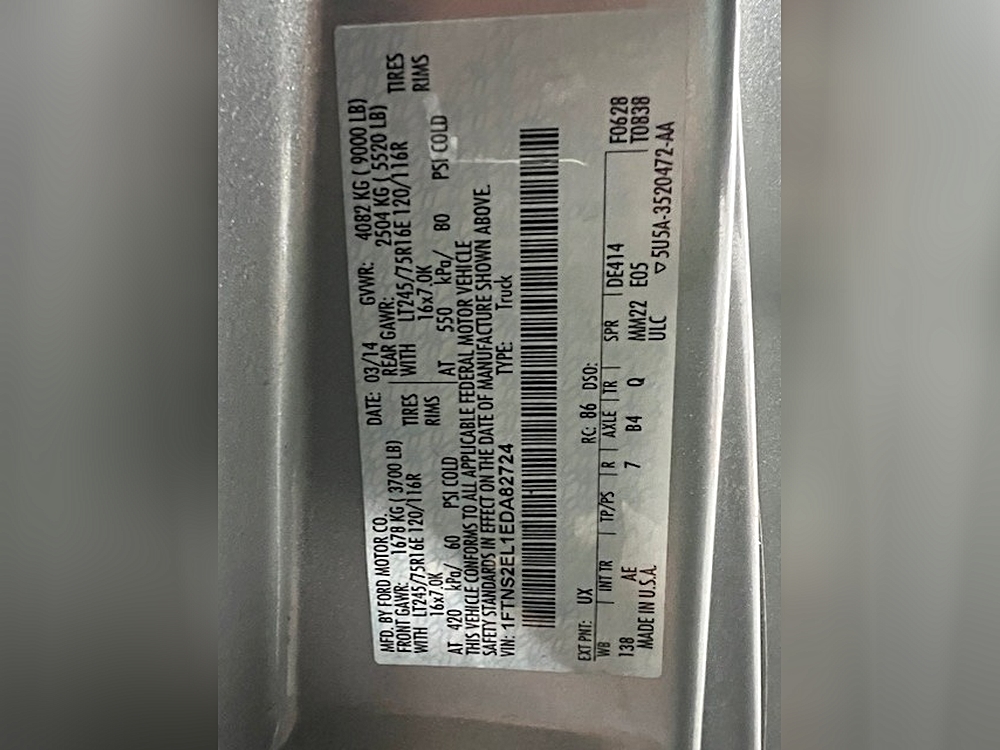 MFD. BY FORD MOTOR CO.
DATE: 03/14 GVWR: 4082 KG ( 9000 LB)
FRONT GAWR: 1678 KG ( 3700 LB) REAR GAWR: 2504 KG ( 5520 LB)
WITH LT245/75R16E 120/116R TIRES WITH LT245/75R16E 120/116R TIRES
16x7.0K RIMS 16x7.0K RIMS
AT 420 kPa/ 60 PSI COLD AT 550 kPa/ 80 PSI COLD
THIS VEHICLE CONFORMS TO ALL APPLICABLE FEDERAL MOTOR VEHICLE
SAFETY STANDARDS IN EFFECT ON THE DATE OF MANUFACTURE SHOWN ABOVE.
VIN: 1FTNS2EL1EDA82724 TYPE: Truck
EXT PNT: UX RC: 86 DSO:
WB INT TR TP/PS R AXLE TR SPR DE414 F0628
138 AE 7 B4 Q MM22 E05 T0838
MADE IN U.S.A. ULC ▽5U5A-3520472-AA